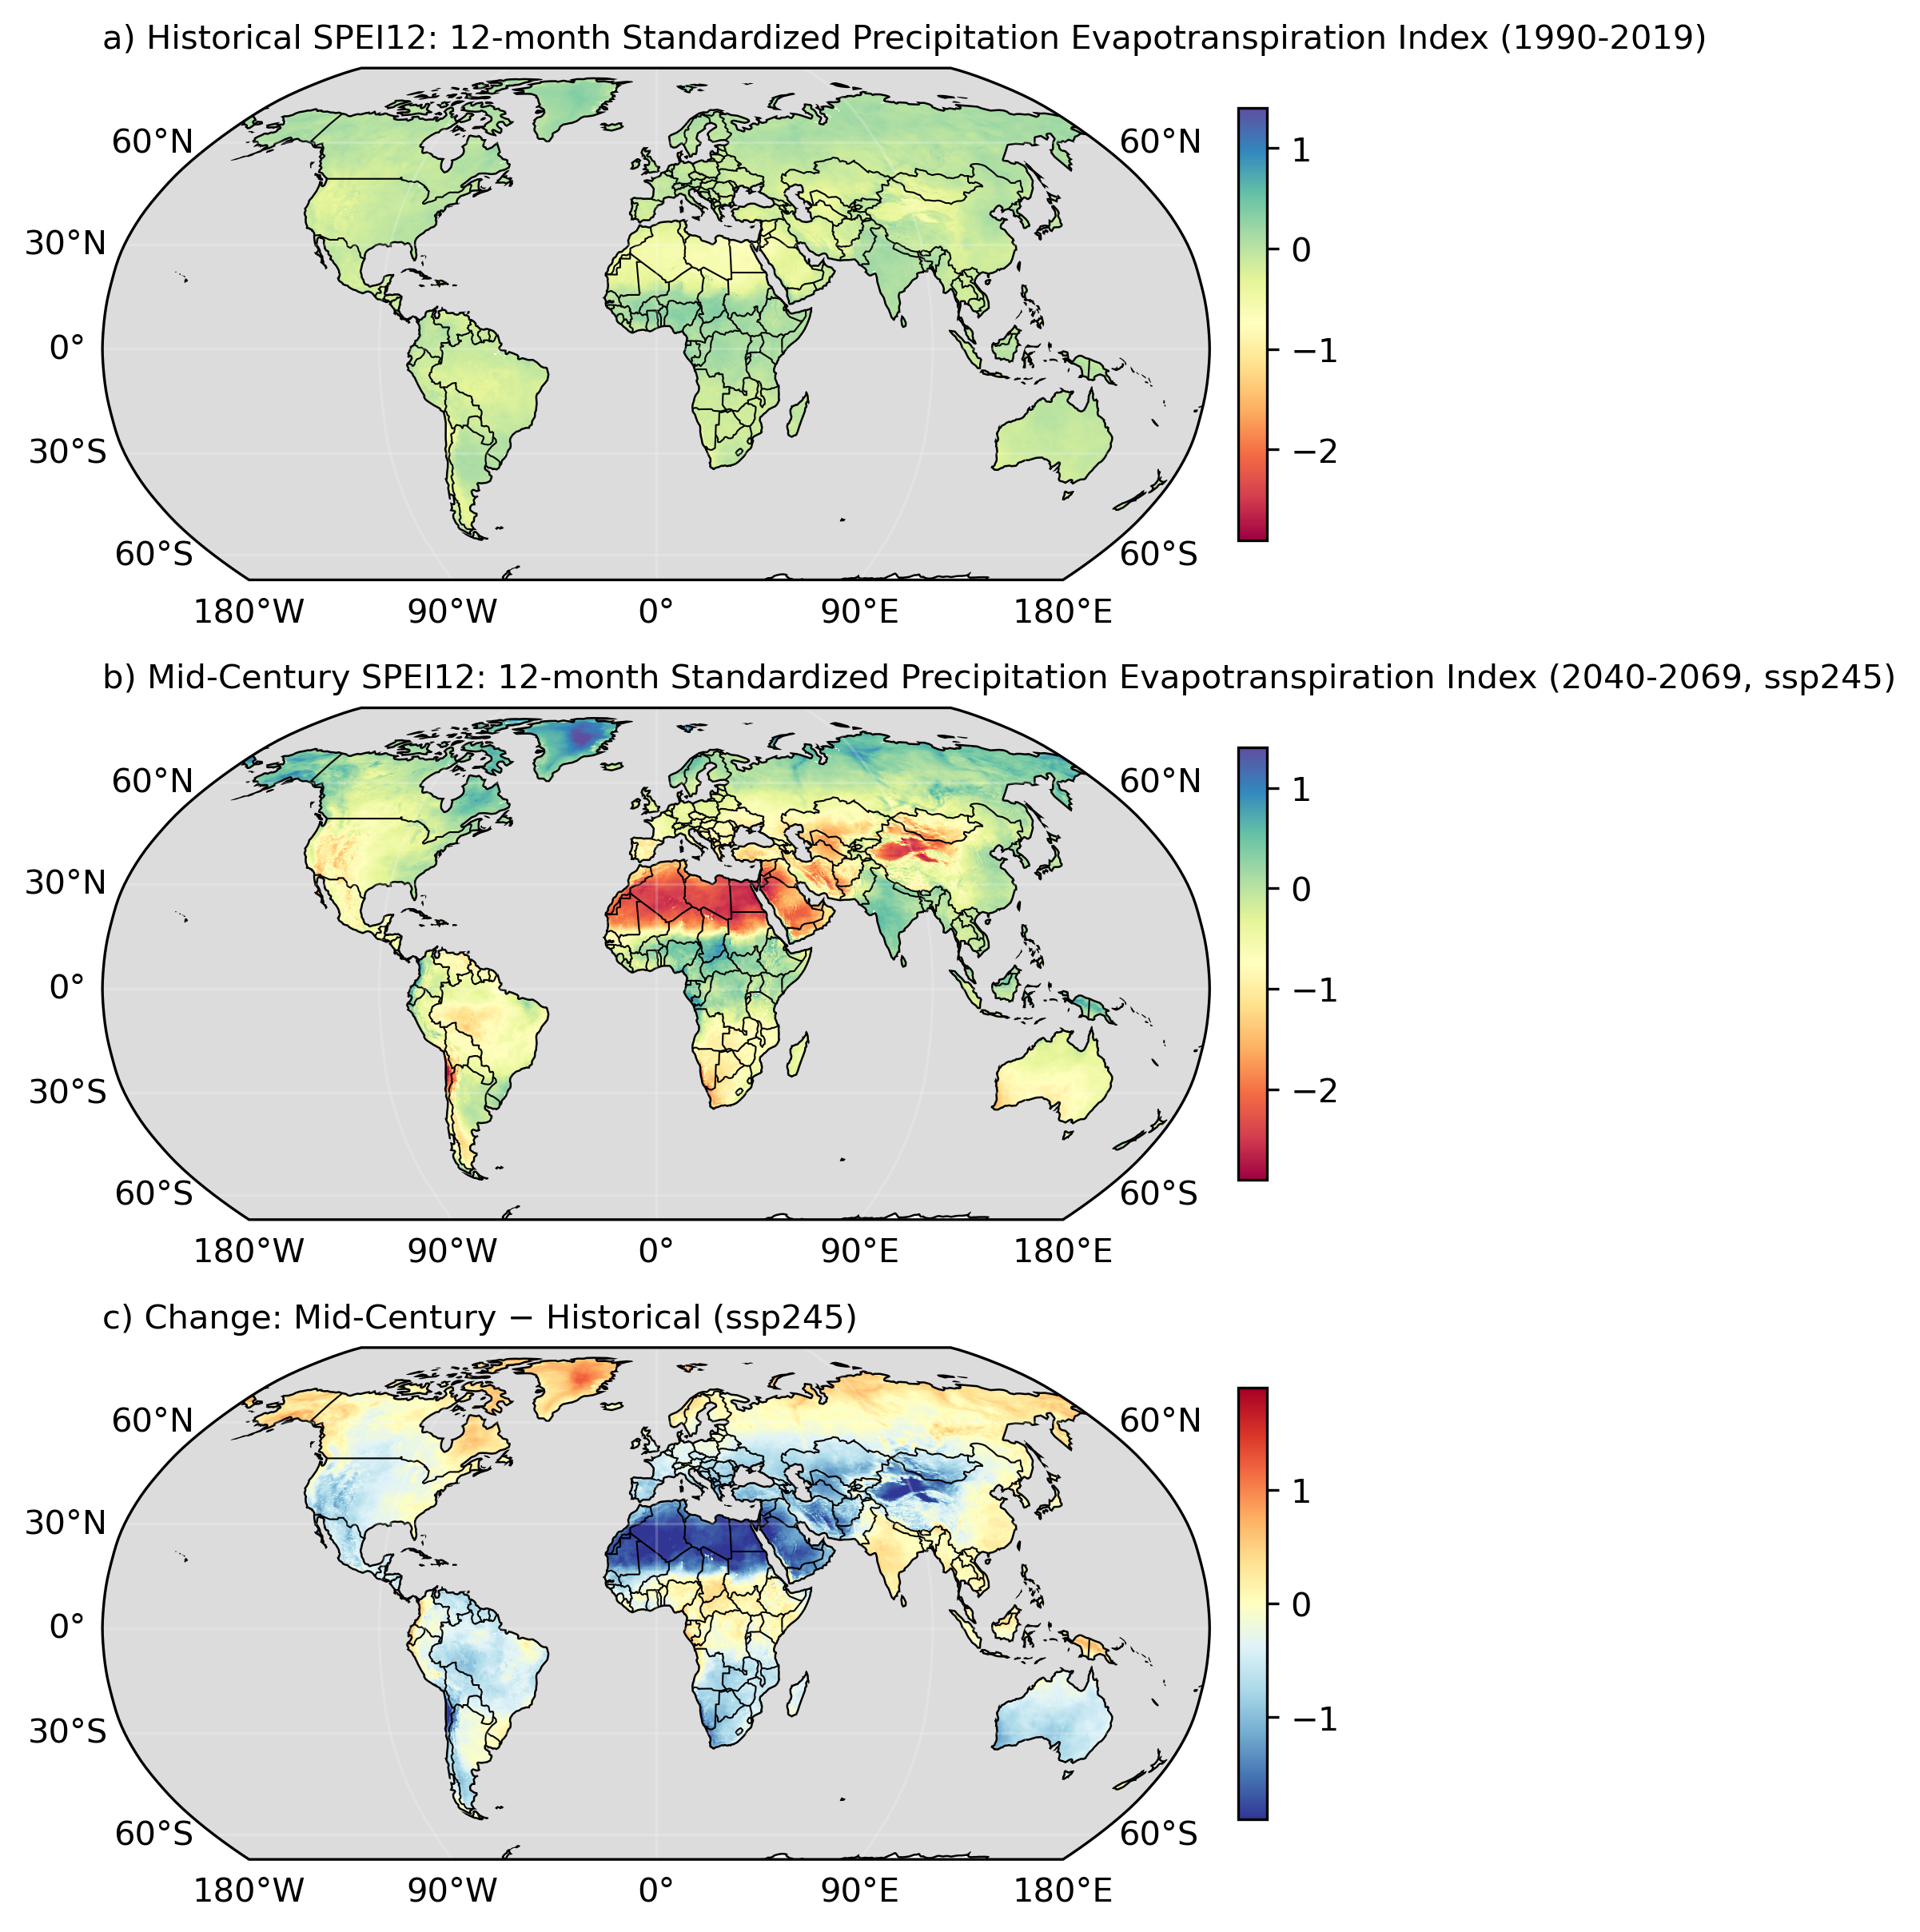 a) Historical SPEI12: 12-month Standardized Precipitation Evapotranspiration Index (1990-2019)
60°N
60°N
30°N
0°
30°S
60°S
60°S
180°W
90°W
0°
90°E
180°E
1
0
−1
−2
b) Mid-Century SPEI12: 12-month Standardized Precipitation Evapotranspiration Index (2040-2069, ssp245)
60°N
60°N
30°N
0°
30°S
60°S
60°S
180°W
90°W
0°
90°E
180°E
1
0
−1
−2
c) Change: Mid-Century − Historical (ssp245)
60°N
60°N
30°N
0°
30°S
60°S
60°S
180°W
90°W
0°
90°E
180°E
1
0
−1